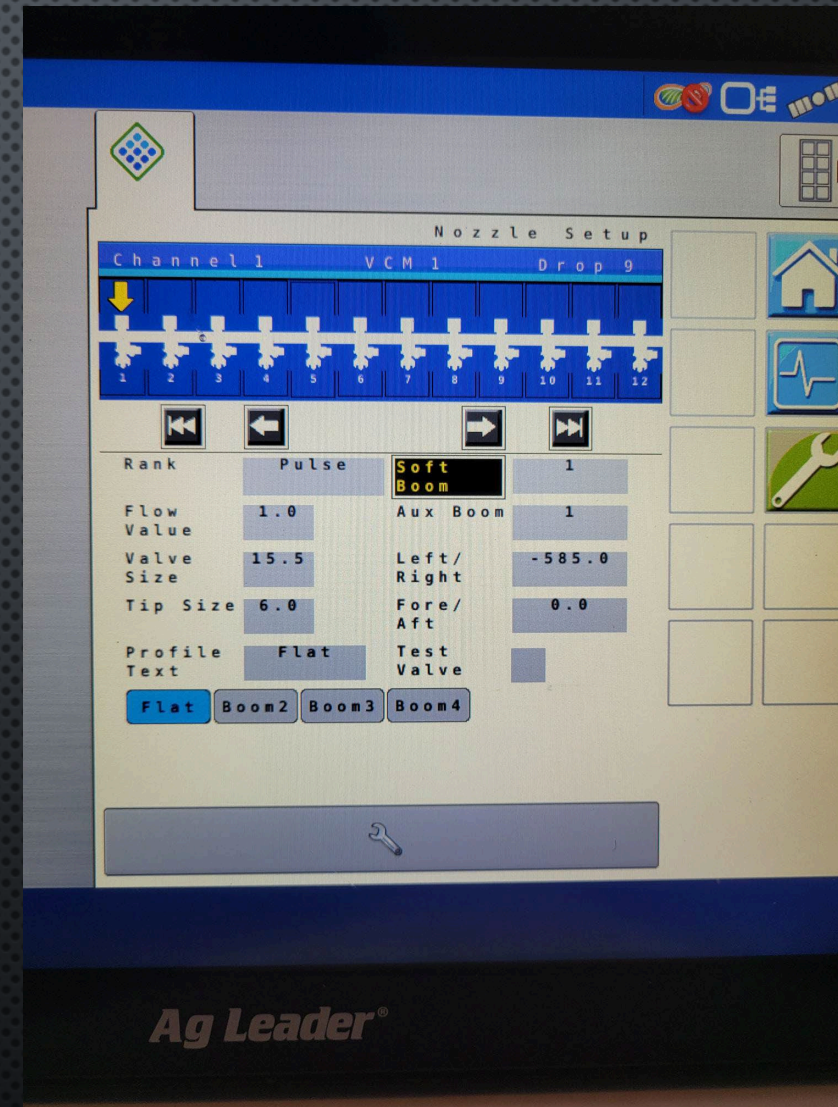 Nozzle Setup
Channel 1 VCM 1 Drop 9
1 2 3 4 5 6 7 8 9 10 11 12
Rank Pulse Soft Boom 1
Flow Value 1.0 Aux Boom 1
Valve Size 15.5 Left/ Right -585.0
Tip Size 6.0 Fore/ Aft 0.0
Profile Text Flat Test Valve
Flat Boom2 Boom3 Boom4
Ag Leader®